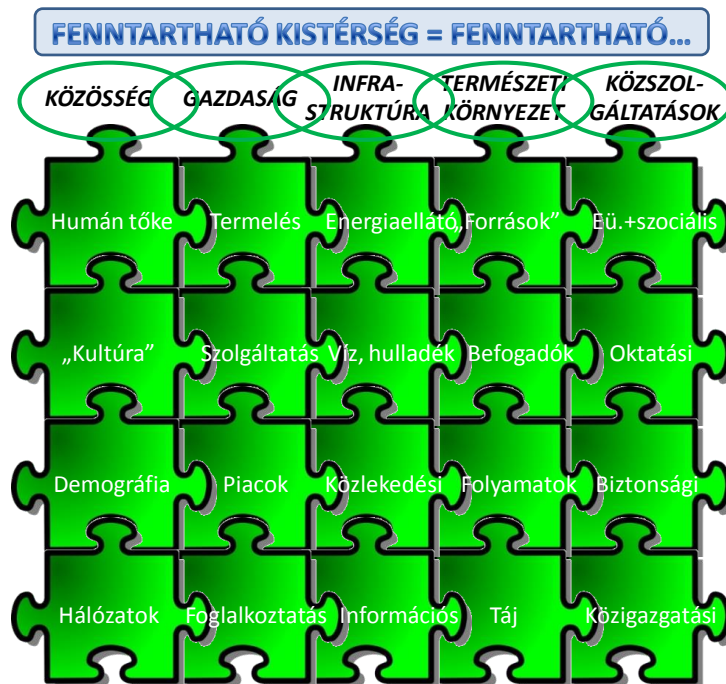 FENNTARTHATÓ KISTÉRSÉG = FENNTARTHATÓ...
KÖZÖSSÉG
GAZDASÁG
INFRA-
STRUKTÚRA
TERMÉSZETI
KÖRNYEZET
KÖZSZOL-
GÁLTATÁSOK
Humán tőke
Termelés
Energiaellátó
„Források”
Eü.+szociális
„Kultúra”
Szolgáltatás
Víz, hulladék
Befogadók
Oktatási
Demográfia
Piacok
Közlekedési
Folyamatok
Biztonsági
Hálózatok
Foglalkoztatás
Információs
Táj
Közigazgatási